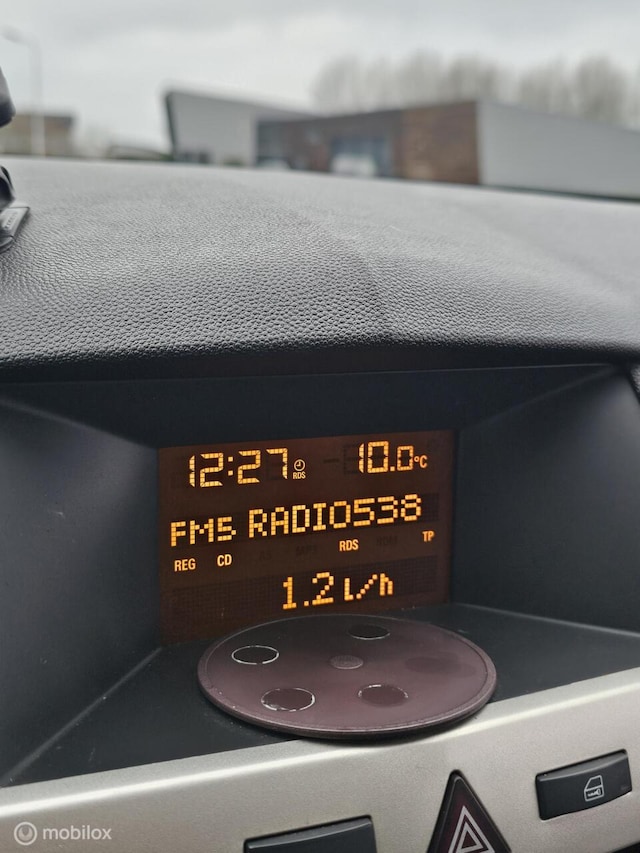 12:27 RDS 10.0°C
FM5 RADIO538
REG CD RDS TP
1.2 L/h
mobilox